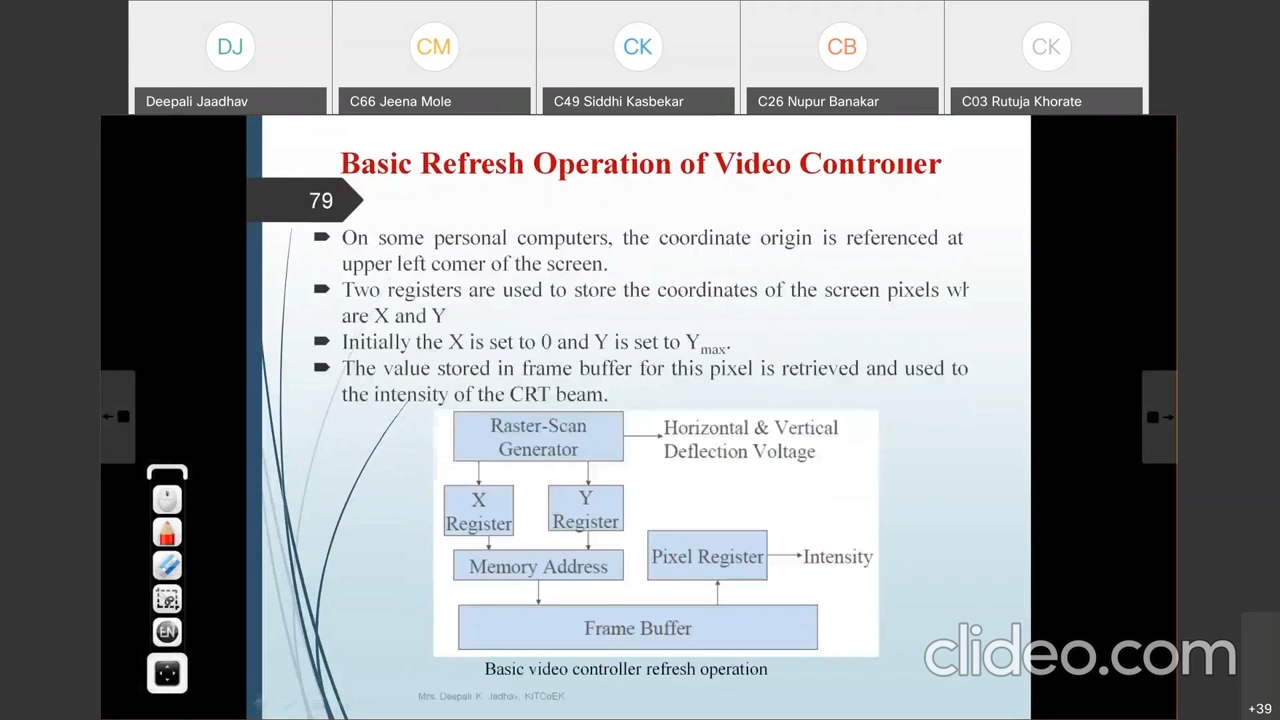 DJ
CM
CK
CB
CK
Deepali Jaadhav
C66 Jeena Mole
C49 Siddhi Kasbekar
C26 Nupur Banakar
C03 Rutuja Khorate
Basic Refresh Operation of Video Controller
79
On some personal computers, the coordinate origin is referenced at
upper left comer of the screen.
Two registers are used to store the coordinates of the screen pixels wh
are X and Y
Initially the X is set to 0 and Y is set to Ymax.
The value stored in frame buffer for this pixel is retrieved and used to
the intensity of the CRT beam.
Raster-Scan
Generator
Horizontal & Vertical
Deflection Voltage
X
Register
Y
Register
Memory Address
Pixel Register
Intensity
Frame Buffer
Basic video controller refresh operation
Mrs. Deepali K. Jadhav, KITCoEK
EN
clideo.com
+39